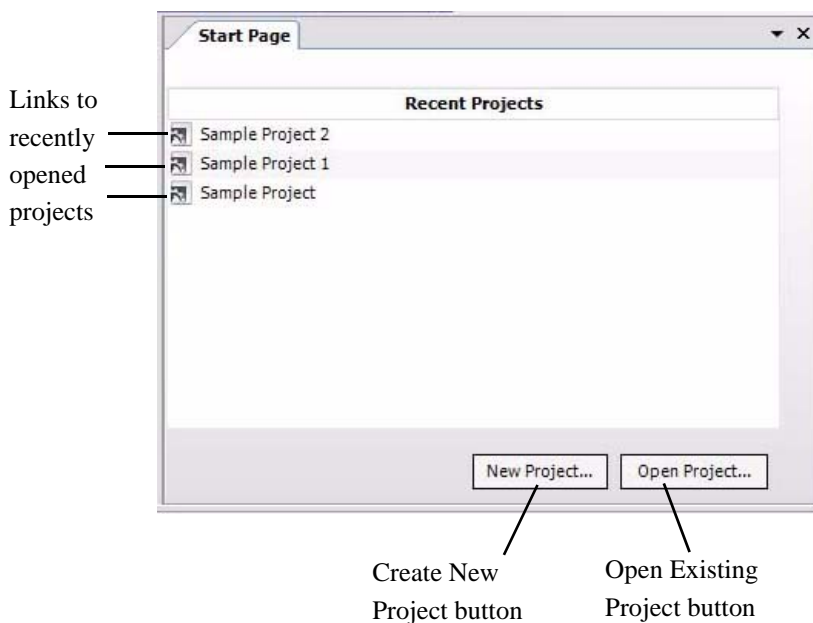 Start Page
Recent Projects
Links to
recently
opened
projects
Sample Project 2
Sample Project 1
Sample Project
New Project...
Open Project...
Create New
Project button
Open Existing
Project button